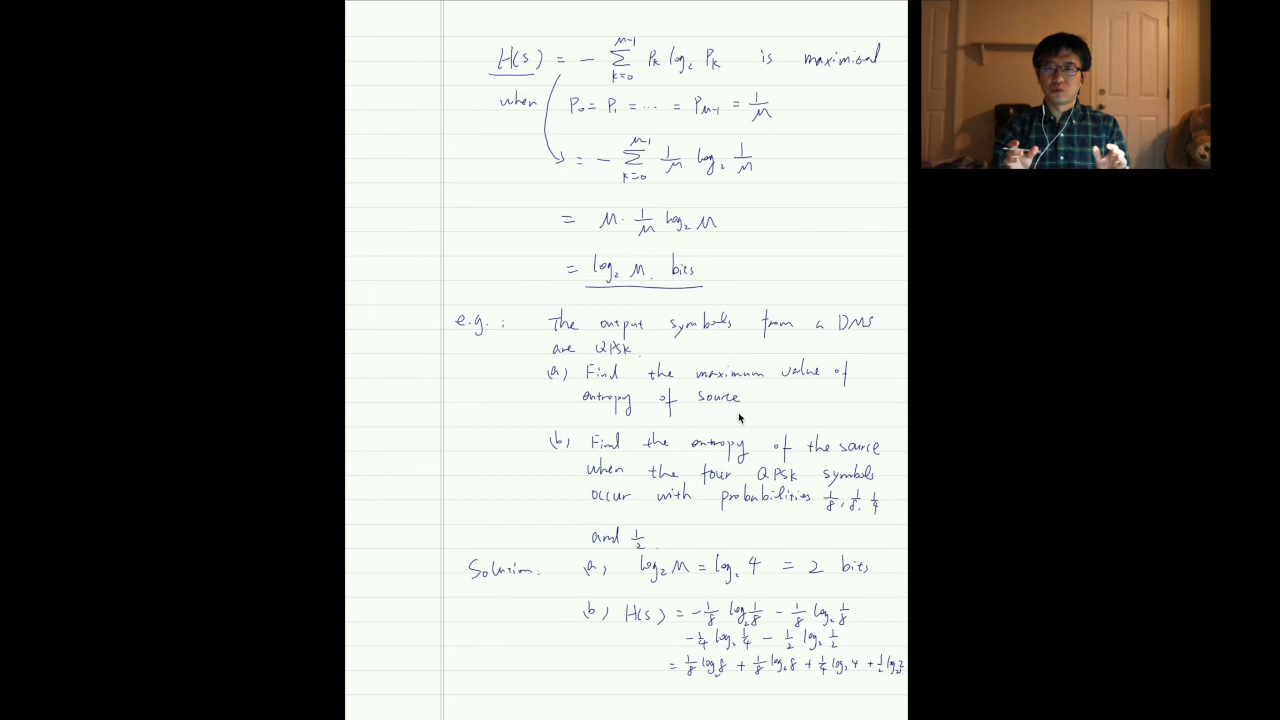 H(s) = - Σ_{k=0}^{M-1} P_k log₂ P_k is maximized
when P₀ = P₁ = ... = P_{M-1} = 1/M
= - Σ_{k=0}^{M-1} 1/M log₂ 1/M
= M · 1/M log₂ M
= log₂ M. bits
e.g. : The output symbols from a DMS
are QPSK.
(a) Find the maximum value of
entropy of source
(b) Find the entropy of the source
when the four QPSK symbols
occur with probabilities 1/8, 1/8, 1/4
and 1/2.
Solution. (a) log₂ M = log₂ 4 = 2 bits
(b) H(s) = - 1/8 log₂ 1/8 - 1/8 log₂ 1/8
- 1/4 log₂ 1/4 - 1/2 log₂ 1/2
= 1/8 log₂ 8 + 1/8 log₂ 8 + 1/4 log₂ 4 + 1/2 log₂ 2